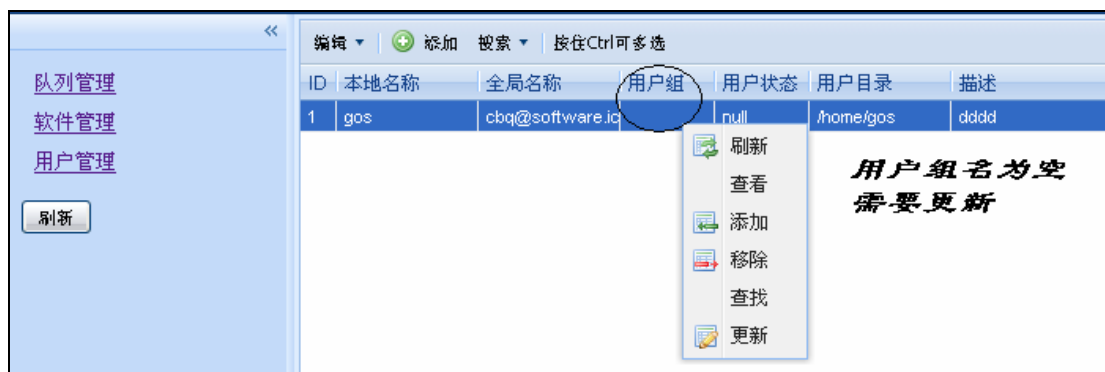 «
编辑 添加 搜索 按住Ctrl可多选
队列管理
软件管理
用户管理
刷新
ID 本地名称 全局名称 用户组 用户状态 用户目录 描述
1 gos cbq@software.ic null /home/gos dddd
刷新
查看
添加
移除
查找
更新
用户组名为空
需要更新